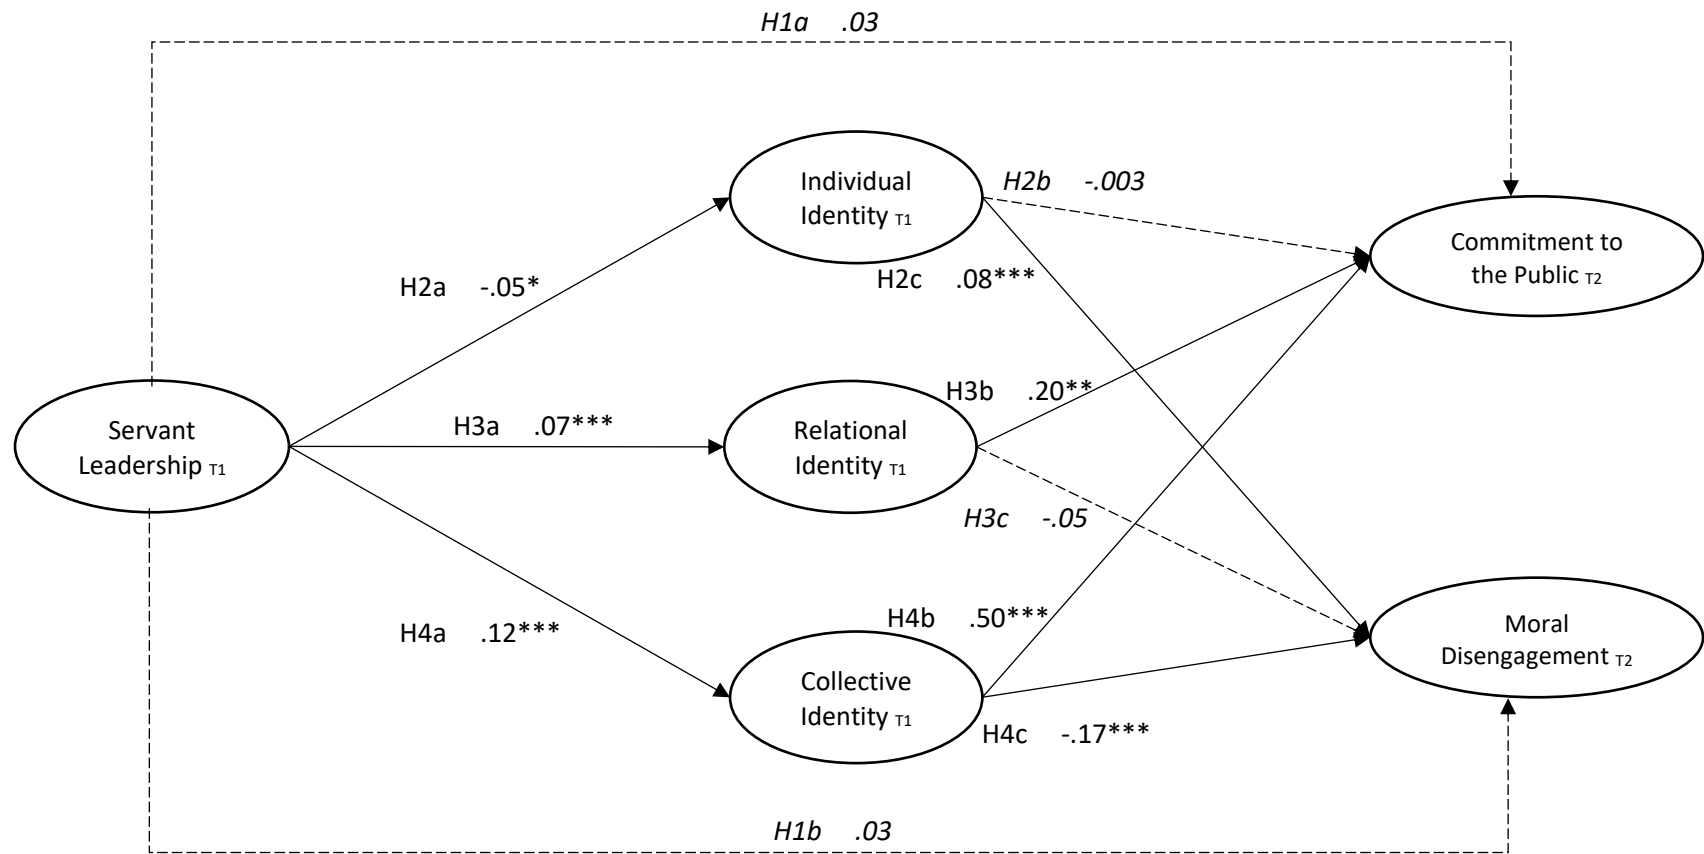 H1a .03
Individual
Identity T1
H2b -.003
Commitment to
the Public T2
H2a -.05*
H2c .08***
Servant
Leadership T1
H3a .07***
Relational
Identity T1
H3b .20**
H3c -.05
H4a .12***
Collective
Identity T1
H4b .50***
H4c -.17***
Moral
Disengagement T2
H1b .03